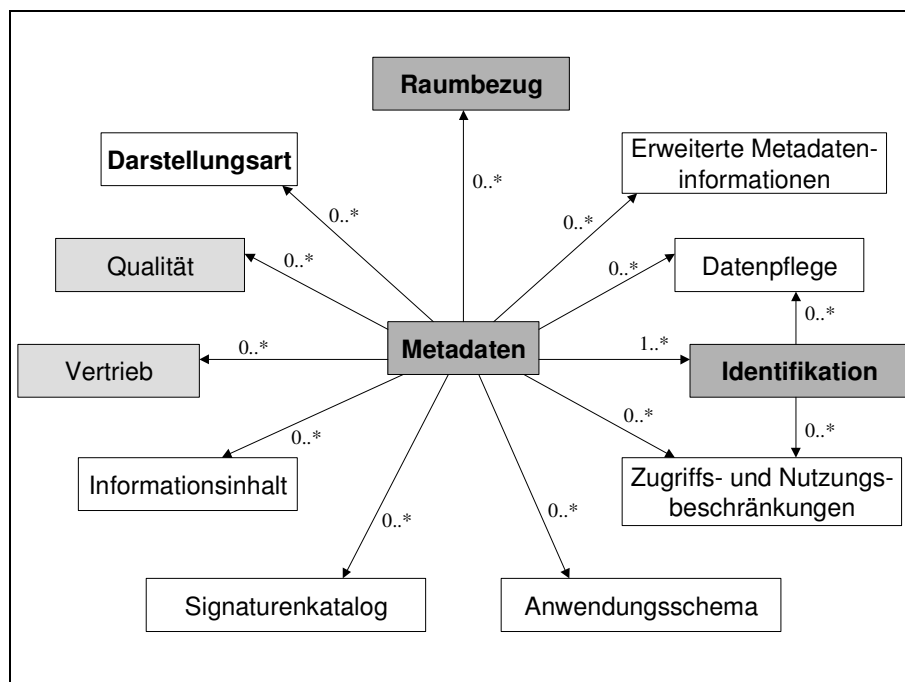 Raumbezug
Darstellungsart
Erweiterte Metadaten-
informationen
0..*
0..*
0..*
Qualität
0..*
0..*
Datenpflege
0..*
Vertrieb
0..*
Metadaten
1..*
Identifikation
0..*
0..*
0..*
Informationsinhalt
Zugriffs- und Nutzungs-
beschränkungen
0..*
0..*
Signaturenkatalog
Anwendungsschema